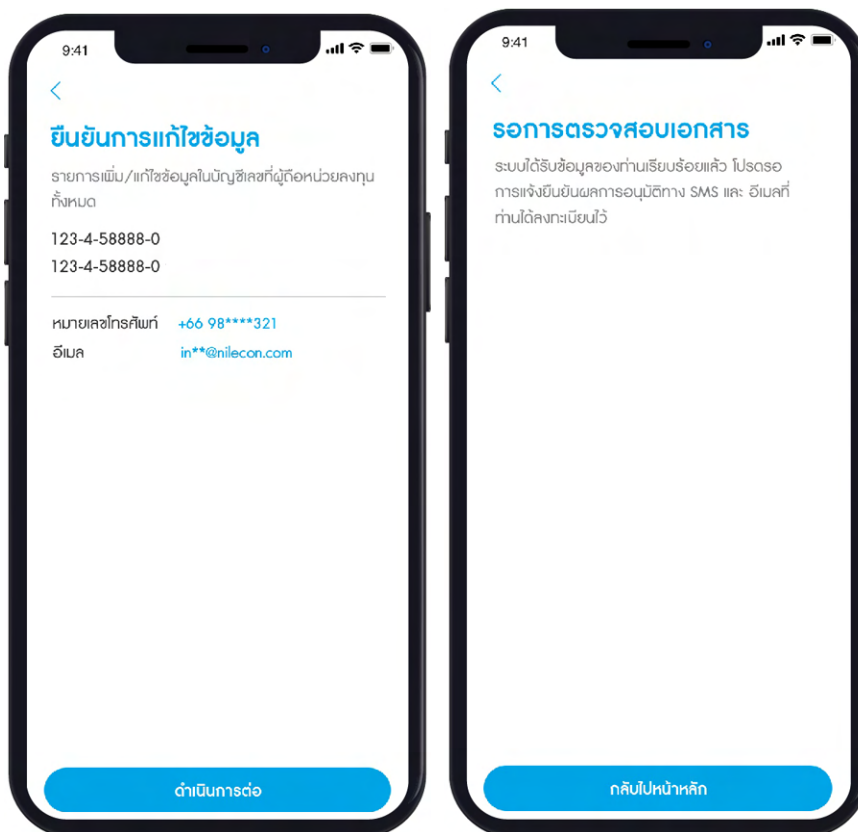 9:41
ยืนยันการแก้ไขข้อมูล
รายการเพิ่ม/แก้ไขข้อมูลในบัญชีเลขที่ผู้ถือหน่วยลงทุน
ทั้งหมด
123-4-58888-0
123-4-58888-0
หมายเลขโทรศัพท์ +66 98****321
อีเมล in**@nilecon.com
ดำเนินการต่อ
9:41
รอการตรวจสอบเอกสาร
ระบบได้รับข้อมูลของท่านเรียบร้อยแล้ว โปรดรอ
การแจ้งยืนยันผลการอนุมัติทาง SMS และ อีเมลที่
ท่านได้ลงทะเบียนไว้
กลับไปหน้าหลัก